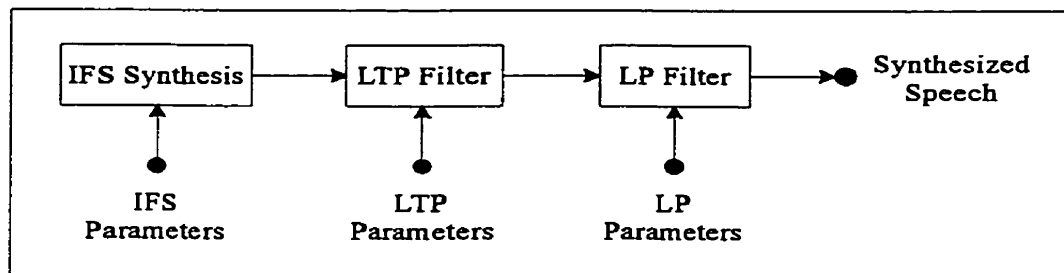 IFS Synthesis
LTP Filter
LP Filter
Synthesized
Speech
IFS
Parameters
LTP
Parameters
LP
Parameters